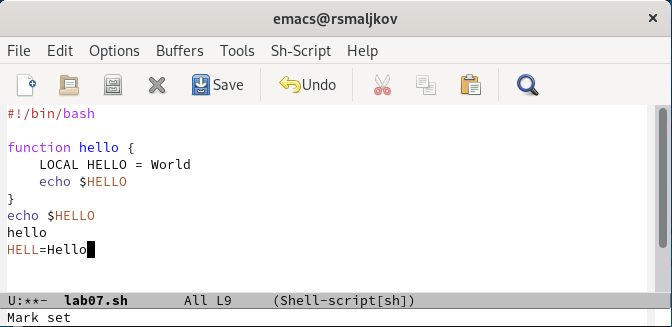 emacs@rsmaljkov
File Edit Options Buffers Tools Sh-Script Help
Save Undo
#!/bin/bash
function hello {
    LOCAL HELLO = World
    echo $HELLO
}
echo $HELLO
hello
HELL=Hello
U:**- lab07.sh All L9 (Shell-script[sh])
Mark set